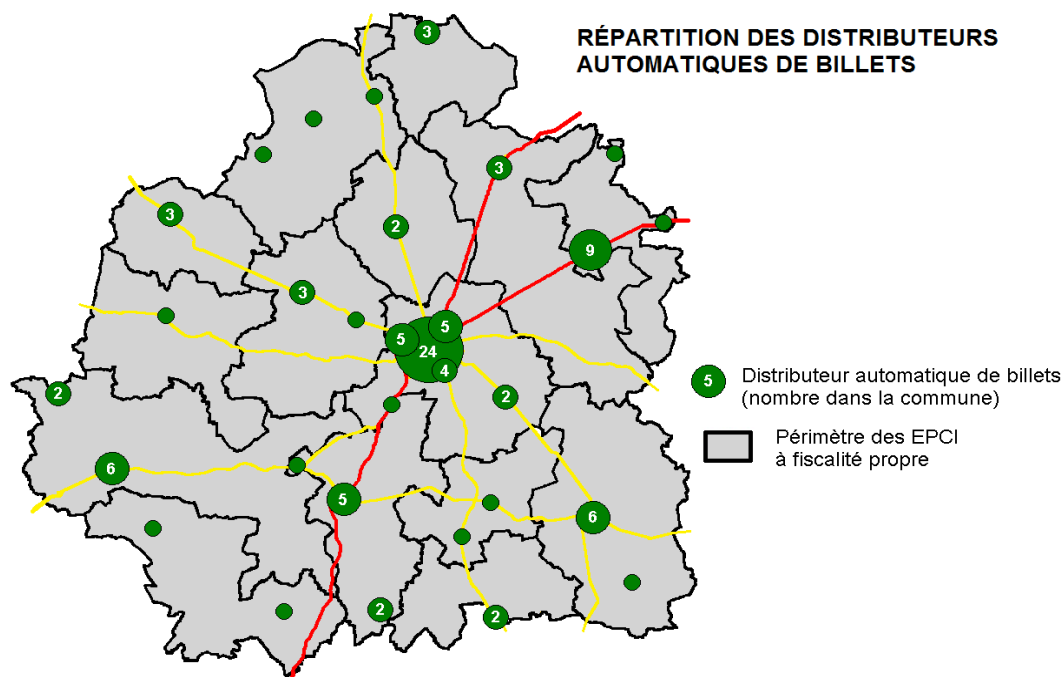 RÉPARTITION DES DISTRIBUTEURS
AUTOMATIQUES DE BILLETS
3
3
3
2
9
3
5
5
24
4
2
2
6
5
6
2
2
5 Distributeur automatique de billets
(nombre dans la commune)
Périmètre des EPCI
à fiscalité propre